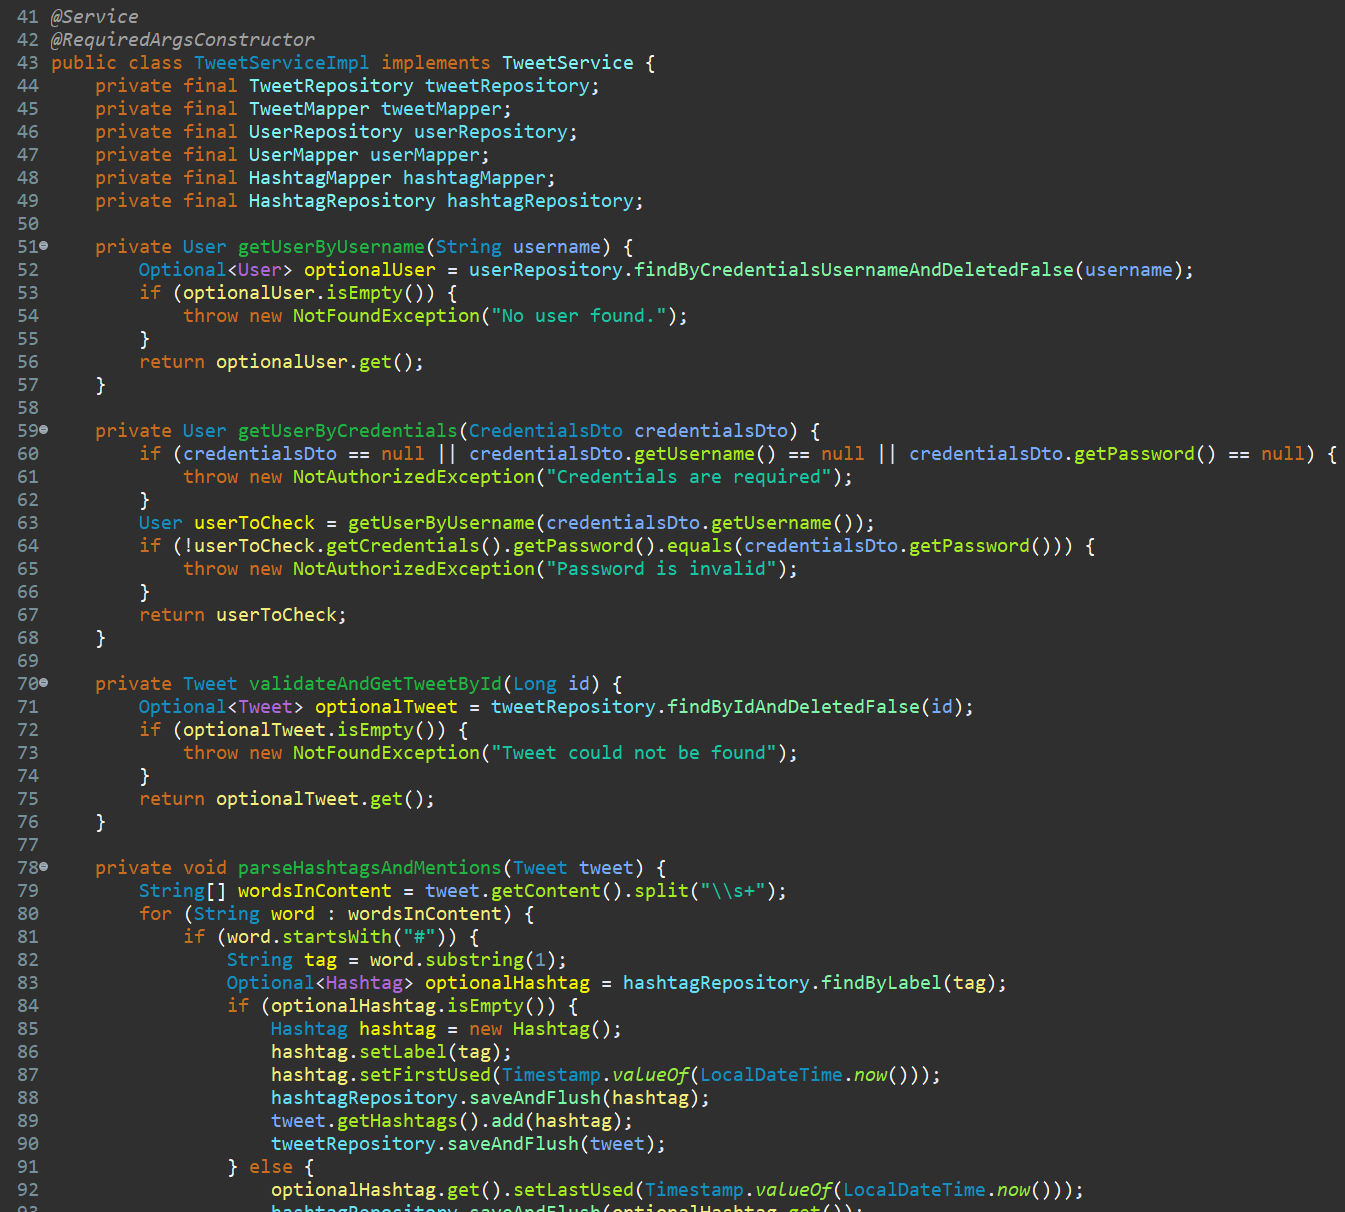 41 @Service
42 @RequiredArgsConstructor
43 public class TweetServiceImpl implements TweetService {
44     private final TweetRepository tweetRepository;
45     private final TweetMapper tweetMapper;
46     private final UserRepository userRepository;
47     private final UserMapper userMapper;
48     private final HashtagMapper hashtagMapper;
49     private final HashtagRepository hashtagRepository;
50
51     private User getUserByUsername(String username) {
52         Optional<User> optionalUser = userRepository.findByCredentialsUsernameAndDeletedFalse(username);
53         if (optionalUser.isEmpty()) {
54             throw new NotFoundException("No user found.");
55         }
56         return optionalUser.get();
57     }
58
59     private User getUserByCredentials(CredentialsDto credentialsDto) {
60         if (credentialsDto == null || credentialsDto.getUsername() == null || credentialsDto.getPassword() == null) {
61             throw new NotAuthorizedException("Credentials are required");
62         }
63         User userToCheck = getUserByUsername(credentialsDto.getUsername());
64         if (!userToCheck.getCredentials().getPassword().equals(credentialsDto.getPassword())) {
65             throw new NotAuthorizedException("Password is invalid");
66         }
67         return userToCheck;
68     }
69
70     private Tweet validateAndGetTweetById(Long id) {
71         Optional<Tweet> optionalTweet = tweetRepository.findByIdAndDeletedFalse(id);
72         if (optionalTweet.isEmpty()) {
73             throw new NotFoundException("Tweet could not be found");
74         }
75         return optionalTweet.get();
76     }
77
78     private void parseHashtagsAndMentions(Tweet tweet) {
79         String[] wordsInContent = tweet.getContent().split("\\s+");
80         for (String word : wordsInContent) {
81             if (word.startsWith("#")) {
82                 String tag = word.substring(1);
83                 Optional<Hashtag> optionalHashtag = hashtagRepository.findByLabel(tag);
84                 if (optionalHashtag.isEmpty()) {
85                     Hashtag hashtag = new Hashtag();
86                     hashtag.setLabel(tag);
87                     hashtag.setFirstUsed(Timestamp.valueOf(LocalDateTime.now()));
88                     hashtagRepository.saveAndFlush(hashtag);
89                     tweet.getHashtags().add(hashtag);
90                     tweetRepository.saveAndFlush(tweet);
91                 } else {
92                     optionalHashtag.get().setLastUsed(Timestamp.valueOf(LocalDateTime.now()));
93                     hashtagRepository.saveAndFlush(optionalHashtag.get());